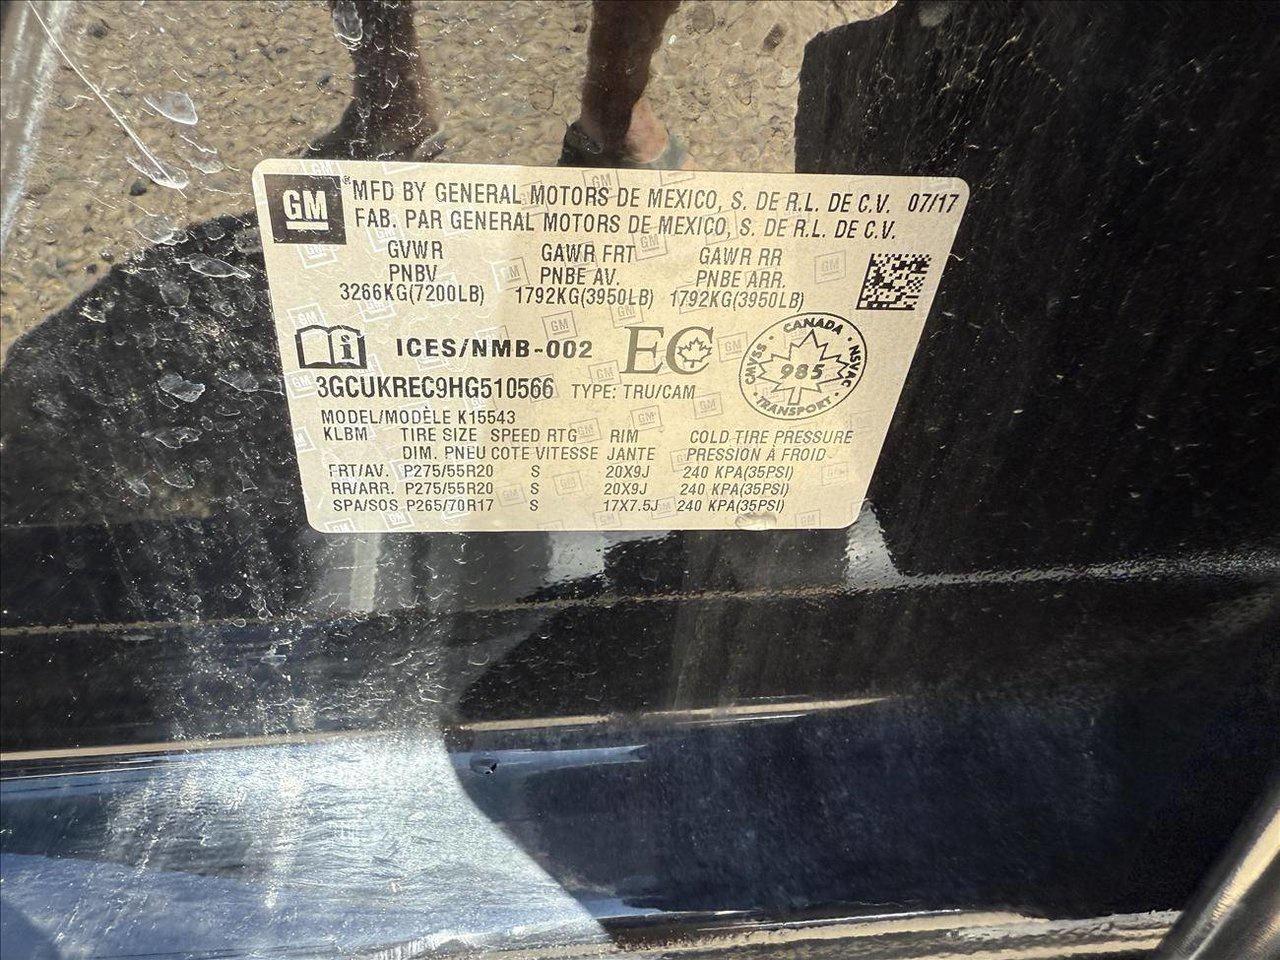 GM ® MFD BY GENERAL MOTORS DE MEXICO, S. DE R.L. DE C.V. 07/17
FAB. PAR GENERAL MOTORS DE MEXICO, S. DE R.L. DE C.V.
GVWR GAWR FRT GAWR RR
PNBV PNBE AV. PNBE ARR.
3266KG(7200LB) 1792KG(3950LB) 1792KG(3950LB)
i ICES/NMB-002 EC
CANADA CMVSS 985 NSVAC TRANSPORT
3GCUKREC9HG510566 TYPE: TRU/CAM
MODEL/MODÈLE K15543
KLBM TIRE SIZE SPEED RTG RIM COLD TIRE PRESSURE
DIM. PNEU COTE VITESSE JANTE PRESSION À FROID
FRT/AV. P275/55R20 S 20X9J 240 KPA(35PSI)
RR/ARR. P275/55R20 S 20X9J 240 KPA(35PSI)
SPA/SOS P265/70R17 S 17X7.5J 240 KPA(35PSI)